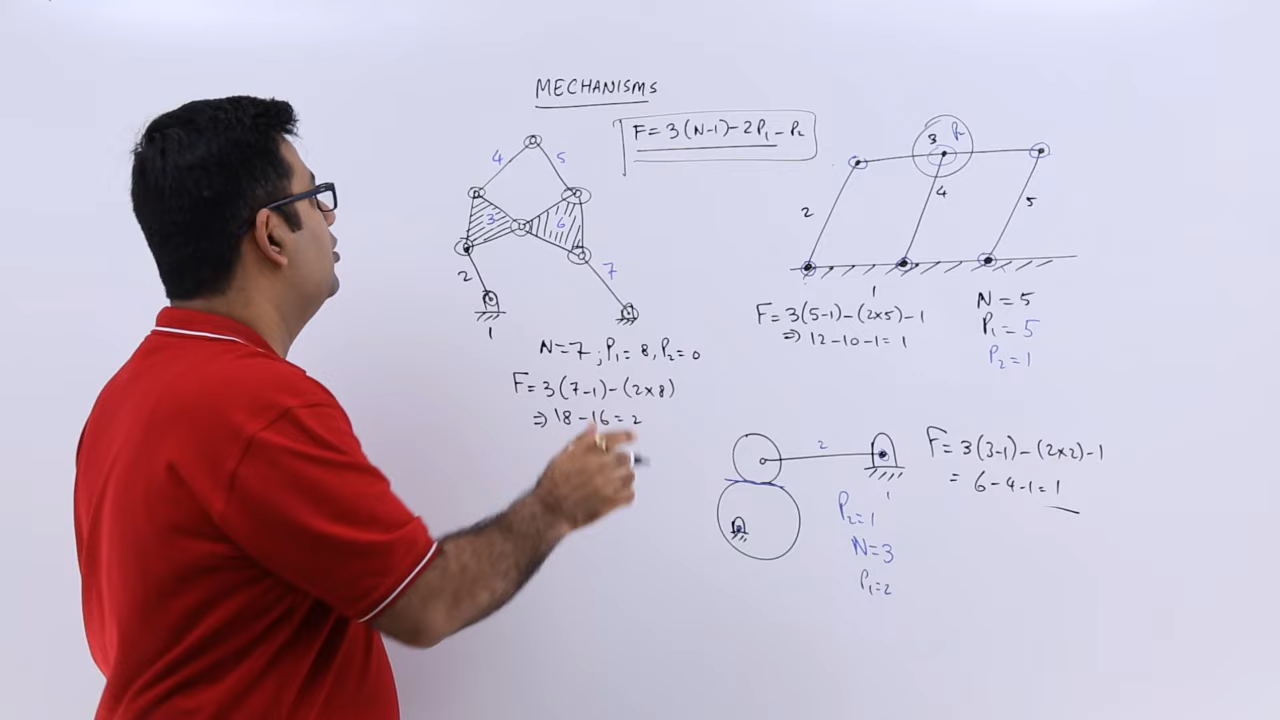 MECHANISMS
F=3(N-1)-2P₁-P₂
4
5
3
6
2
7
1
N=7; P₁=8, P₂=0
F=3(7-1)-(2x8)
⇒ 18-16=2
3
P₂
2
4
5
1
F=3(5-1)-(2x5)-1
⇒ 12-10-1=1
N=5
P₁=5
P₂=1
2
1
F=3(3-1)-(2x2)-1
= 6-4-1=1
P₂=1
N=3
P₁=2